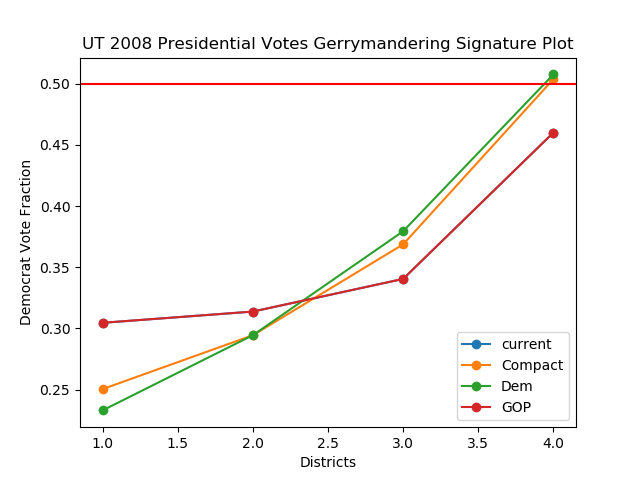 UT 2008 Presidential Votes Gerrymandering Signature Plot
0.50
0.45
0.40
0.35
0.30
0.25
Democrat Vote Fraction
current
Compact
Dem
GOP
1.0 1.5 2.0 2.5 3.0 3.5 4.0
Districts